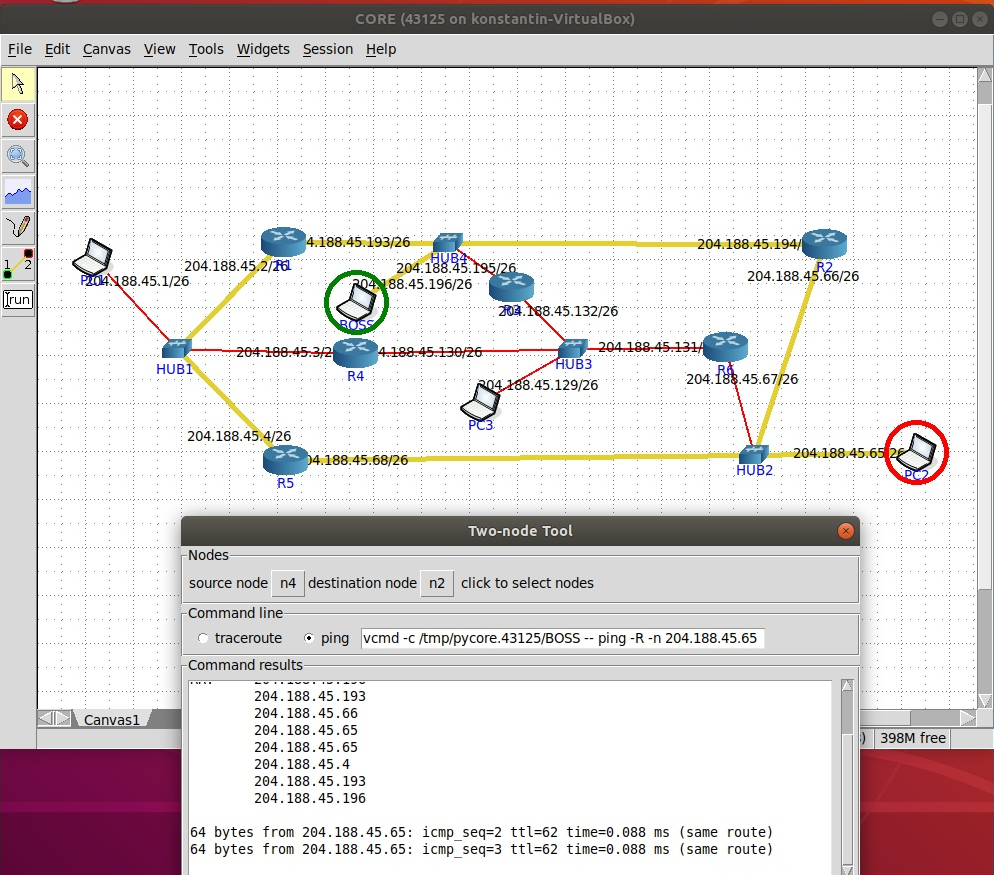 CORE (43125 on konstantin-VirtualBox)
File Edit Canvas View Tools Widgets Session Help
1 2
run
4.188.45.193/26
HUB4
204.188.45.194/
R2
204.188.45.2/26
R1
204.188.45.195/26
204.188.45.1/26
204.188.45.196/26
204.188.45.66/26
R3
204.188.45.132/26
BOSS
204.188.45.3/2
4.188.45.130/26
204.188.45.131/
HUB1
R4
HUB3
R6
204.188.45.67/26
204.188.45.129/26
PC3
204.188.45.4/26
204.188.45.65/26
04.188.45.68/26
R5
HUB2
PC2
Two-node Tool
Nodes
source node n4 destination node n2 click to select nodes
Command line
traceroute ping vcmd -c /tmp/pycore.43125/BOSS -- ping -R -n 204.188.45.65
Command results
204.188.45.193
204.188.45.66
204.188.45.65
204.188.45.65
204.188.45.4
204.188.45.193
204.188.45.196
64 bytes from 204.188.45.65: icmp_seq=2 ttl=62 time=0.088 ms (same route)
64 bytes from 204.188.45.65: icmp_seq=3 ttl=62 time=0.088 ms (same route)
Canvas1
398M free